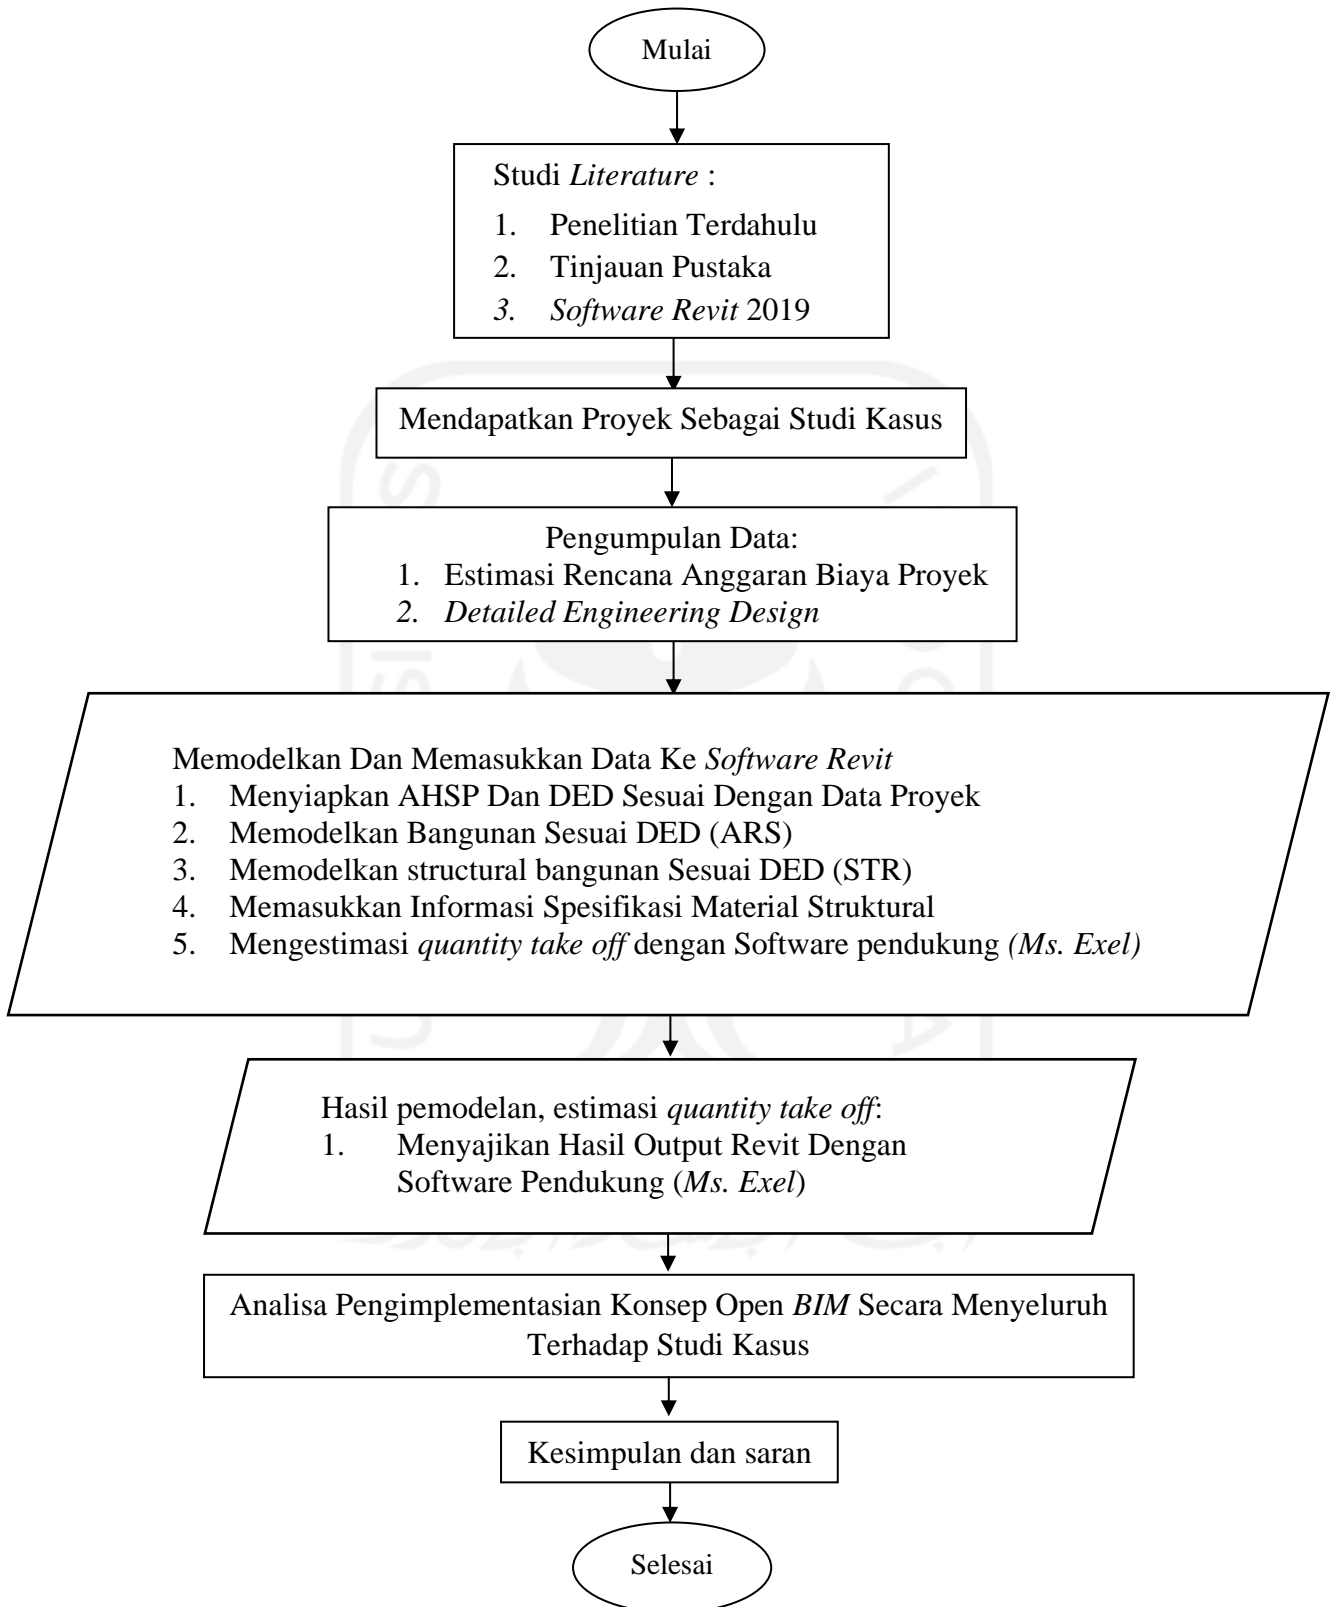 Mulai
Studi Literature :
1. Penelitian Terdahulu
2. Tinjauan Pustaka
3. Software Revit 2019
Mendapatkan Proyek Sebagai Studi Kasus
Pengumpulan Data:
1. Estimasi Rencana Anggaran Biaya Proyek
2. Detailed Engineering Design
Memodelkan Dan Memasukkan Data Ke Software Revit
1. Menyiapkan AHSP Dan DED Sesuai Dengan Data Proyek
2. Memodelkan Bangunan Sesuai DED (ARS)
3. Memodelkan structural bangunan Sesuai DED (STR)
4. Memasukkan Informasi Spesifikasi Material Struktural
5. Mengestimasi quantity take off dengan Software pendukung (Ms. Exel)
Hasil pemodelan, estimasi quantity take off:
1. Menyajikan Hasil Output Revit Dengan
Software Pendukung (Ms. Exel)
Analisa Pengimplementasian Konsep Open BIM Secara Menyeluruh
Terhadap Studi Kasus
Kesimpulan dan saran
Selesai